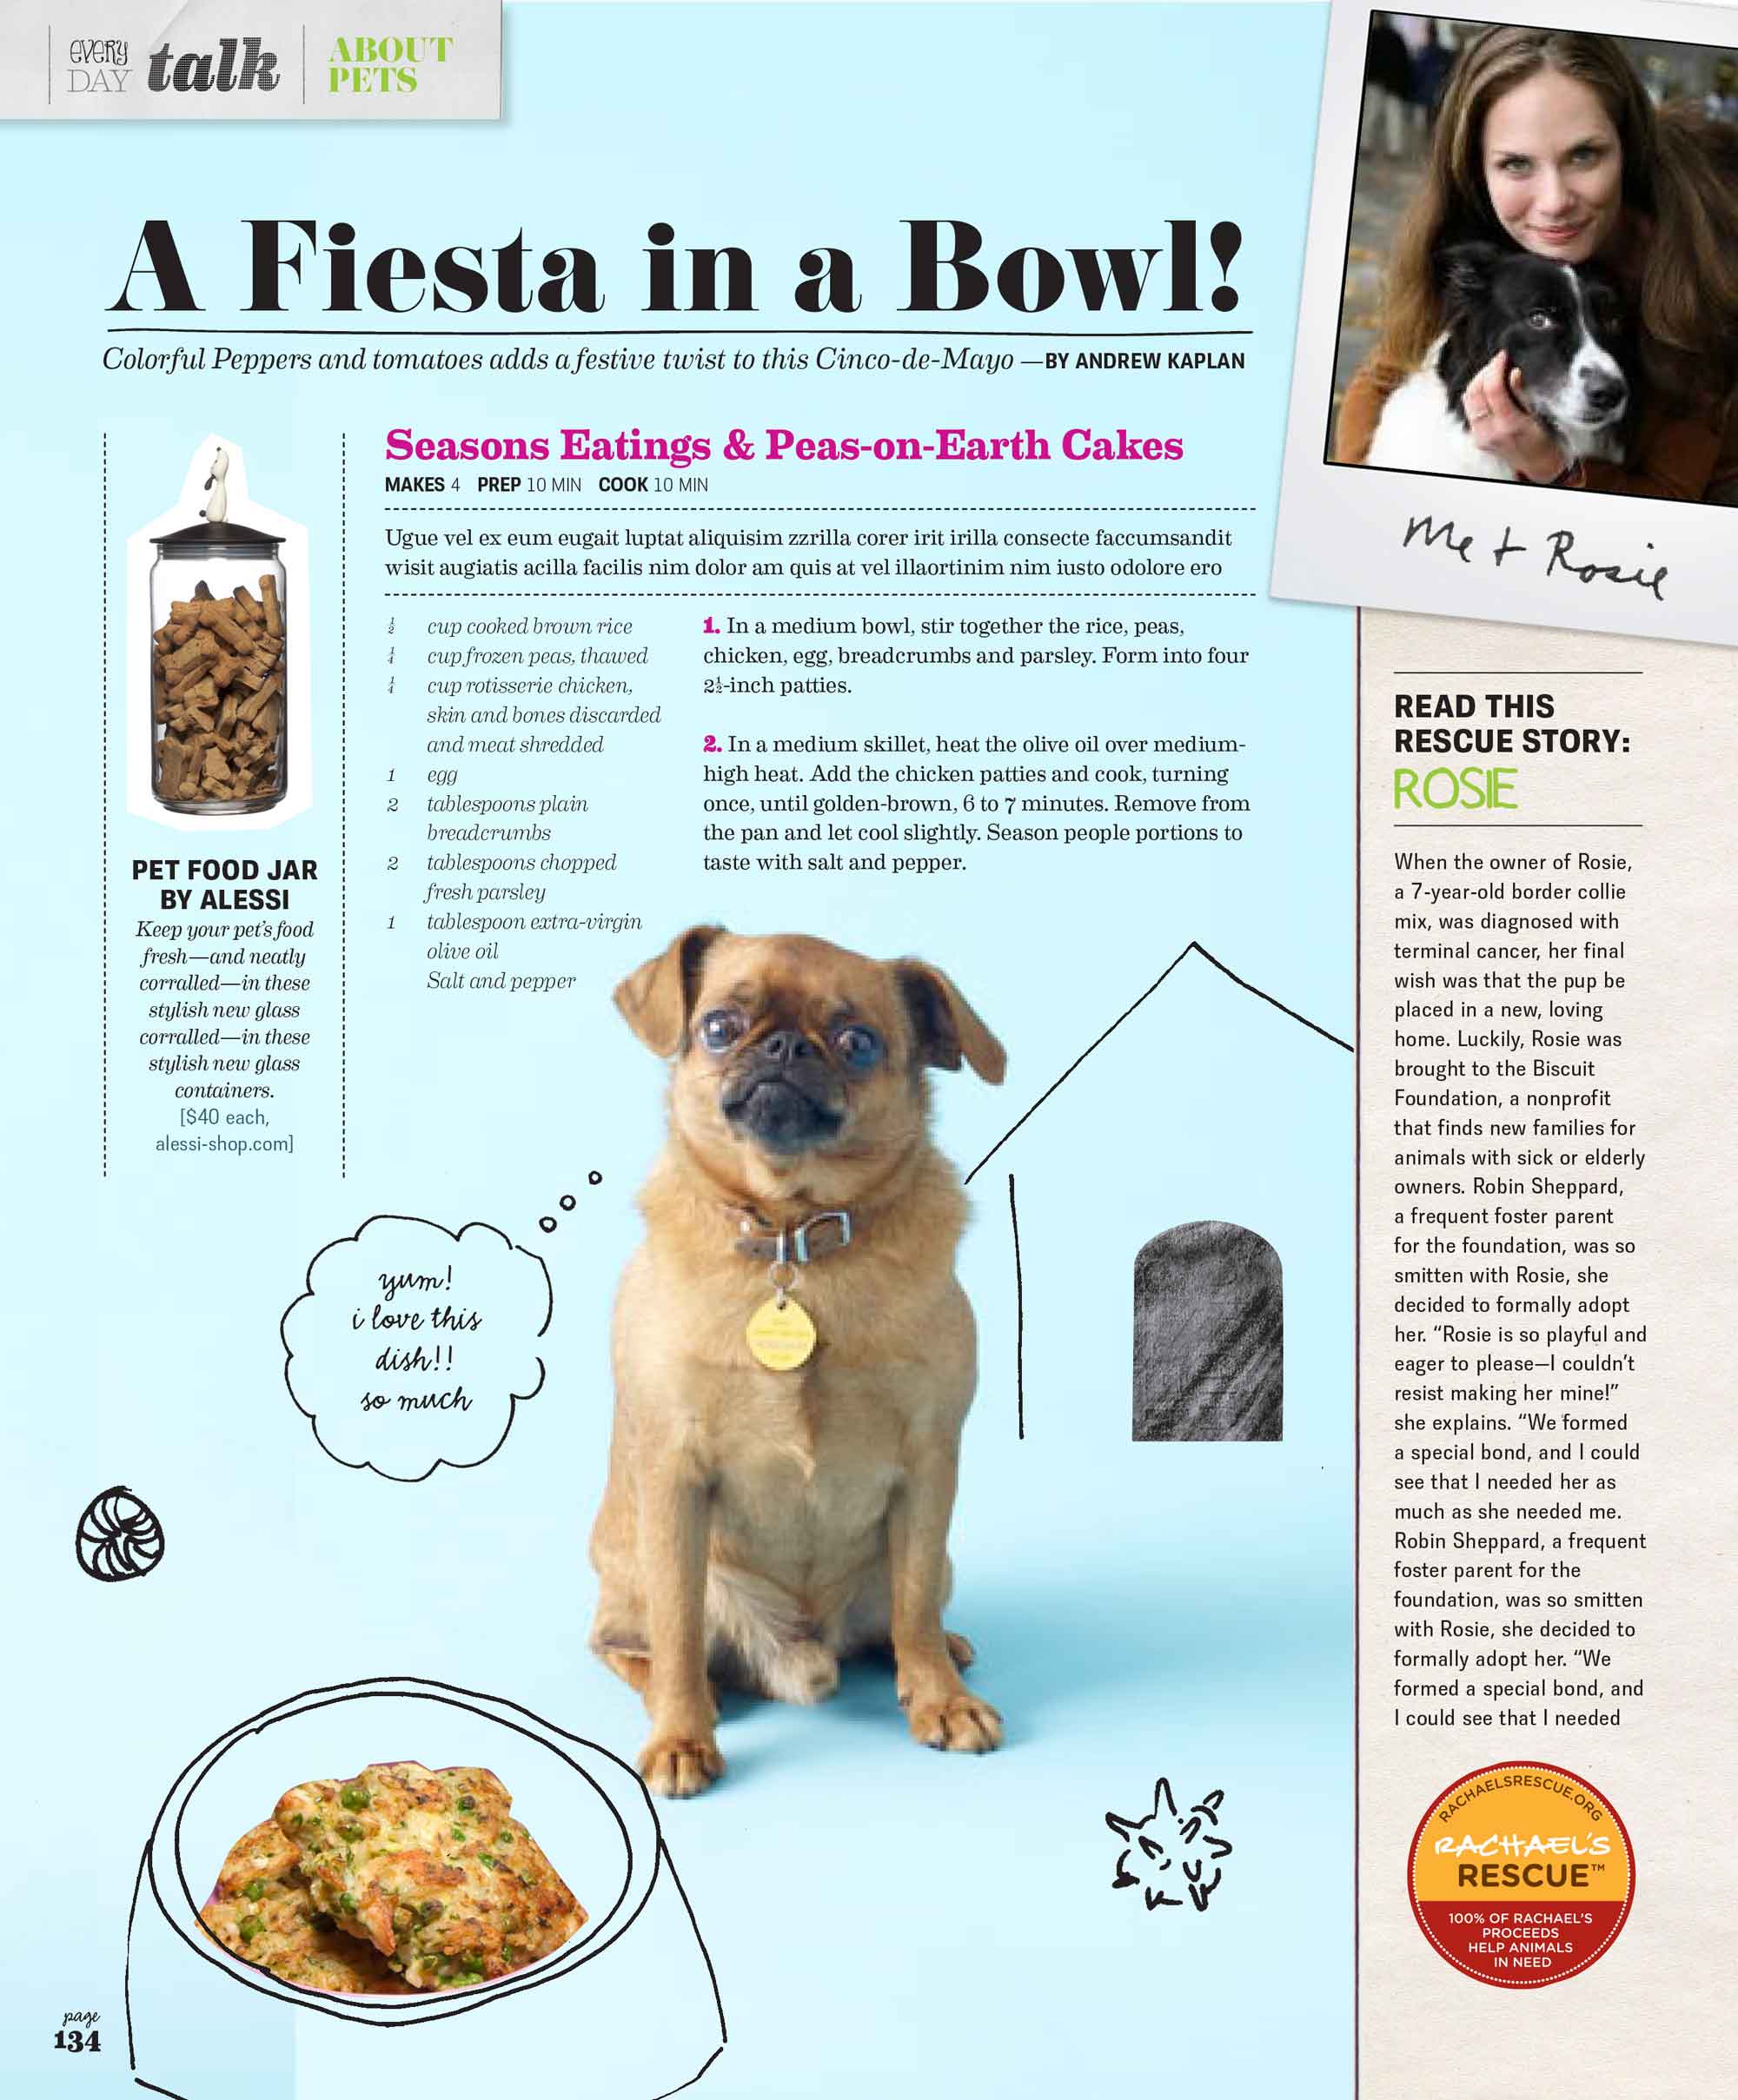 every
DAY
talk
ABOUT
PETS
A Fiesta in a Bowl!
Colorful Peppers and tomatoes adds a festive twist to this Cinco-de-Mayo —BY ANDREW KAPLAN
me + Rosie
PET FOOD JAR
BY ALESSI
Keep your pet's food
fresh—and neatly
corralled—in these
stylish new glass
corralled—in these
stylish new glass
containers.
[$40 each,
alessi-shop.com]
Seasons Eatings & Peas-on-Earth Cakes
MAKES 4 PREP 10 MIN COOK 10 MIN
Ugue vel ex eum eugait luptat aliquisim zzrilla corer irit irilla consecte faccumsandit
wisit augiatis acilla facilis nim dolor am quis at vel illaortinim nim iusto odolore ero
½ cup cooked brown rice
¼ cup frozen peas, thawed
¼ cup rotisserie chicken,
skin and bones discarded
and meat shredded
1 egg
2 tablespoons plain
breadcrumbs
2 tablespoons chopped
fresh parsley
1 tablespoon extra-virgin
olive oil
Salt and pepper
1. In a medium bowl, stir together the rice, peas,
chicken, egg, breadcrumbs and parsley. Form into four
2½-inch patties.
2. In a medium skillet, heat the olive oil over medium-
high heat. Add the chicken patties and cook, turning
once, until golden-brown, 6 to 7 minutes. Remove from
the pan and let cool slightly. Season people portions to
taste with salt and pepper.
yum!
i love this
dish!!
so much
READ THIS
RESCUE STORY:
ROSIE
When the owner of Rosie,
a 7-year-old border collie
mix, was diagnosed with
terminal cancer, her final
wish was that the pup be
placed in a new, loving
home. Luckily, Rosie was
brought to the Biscuit
Foundation, a nonprofit
that finds new families for
animals with sick or elderly
owners. Robin Sheppard,
a frequent foster parent
for the foundation, was so
smitten with Rosie, she
decided to formally adopt
her. “Rosie is so playful and
eager to please—I couldn’t
resist making her mine!”
she explains. “We formed
a special bond, and I could
see that I needed her as
much as she needed me.
Robin Sheppard, a frequent
foster parent for the
foundation, was so smitten
with Rosie, she decided to
formally adopt her. “We
formed a special bond, and
I could see that I needed
RACHAELSRESCUE.ORG
RACHAEL'S
RESCUE™
100% OF RACHAEL'S
PROCEEDS
HELP ANIMALS
IN NEED
page
134